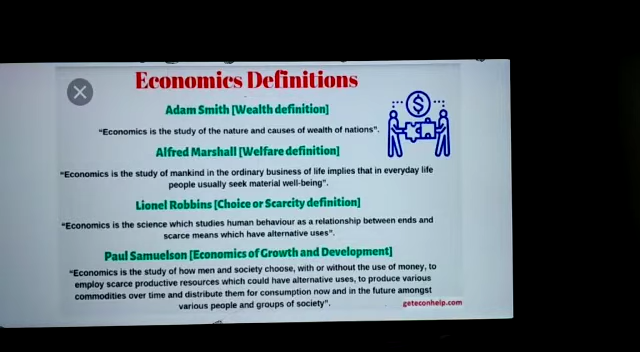 Economics Definitions
Adam Smith [Wealth definition]
"Economics is the study of the nature and causes of wealth of nations".
Alfred Marshall [Welfare definition]
"Economics is the study of mankind in the ordinary business of life implies that in everyday life
people usually seek material well-being".
Lionel Robbins [Choice or Scarcity definition]
"Economics is the science which studies human behaviour as a relationship between ends and
scarce means which have alternative uses".
Paul Samuelson [Economics of Growth and Development]
"Economics is the study of how men and society choose, with or without the use of money, to
employ scarce productive resources which could have alternative uses, to produce various
commodities over time and distribute them for consumption now and in the future amongst
various people and groups of society".
geteconhelp.com